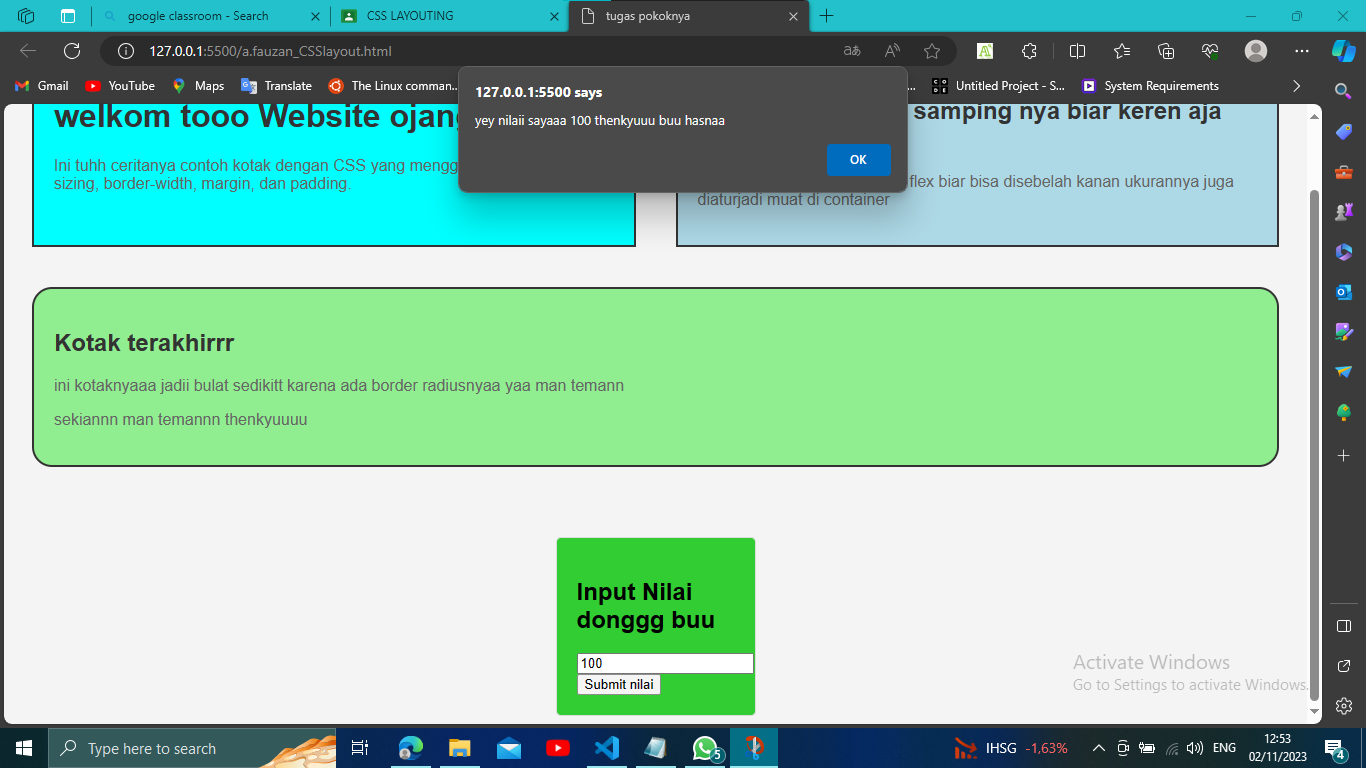 google classroom - Search
CSS LAYOUTING
tugas pokoknya
127.0.0.1:5500/a.fauzan_CSSlayout.html
Gmail
YouTube
Maps
Translate
The Linux comman...
Untitled Project - S...
System Requirements
127.0.0.1:5500 says
yey nilaii sayaaa 100 thenkyuuu buu hasnaa
OK
welkom tooo Website ojang
Ini tuhh ceritanya contoh kotak dengan CSS yang mengg
sizing, border-width, margin, dan padding.
samping nya biar keren aja
flex biar bisa disebelah kanan ukurannya juga
diaturjadi muat di container
Kotak terakhirrr
ini kotaknyaaa jadii bulat sedikitt karena ada border radiusnyaa yaa man temann
sekiannn man temannn thenkyuuuu
Input Nilai
donggg buu
100
Submit nilai
Activate Windows
Go to Settings to activate Windows.
Type here to search
5
IHSG -1,63%
ENG
12:53
02/11/2023
4